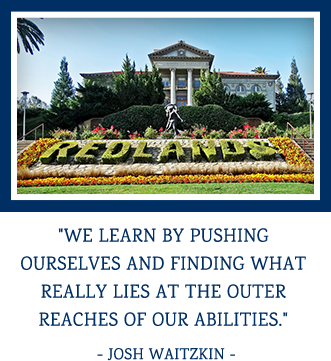 REDLANDS
"WE LEARN BY PUSHING
OURSELVES AND FINDING WHAT
REALLY LIES AT THE OUTER
REACHES OF OUR ABILITIES."
- JOSH WAITZKIN -